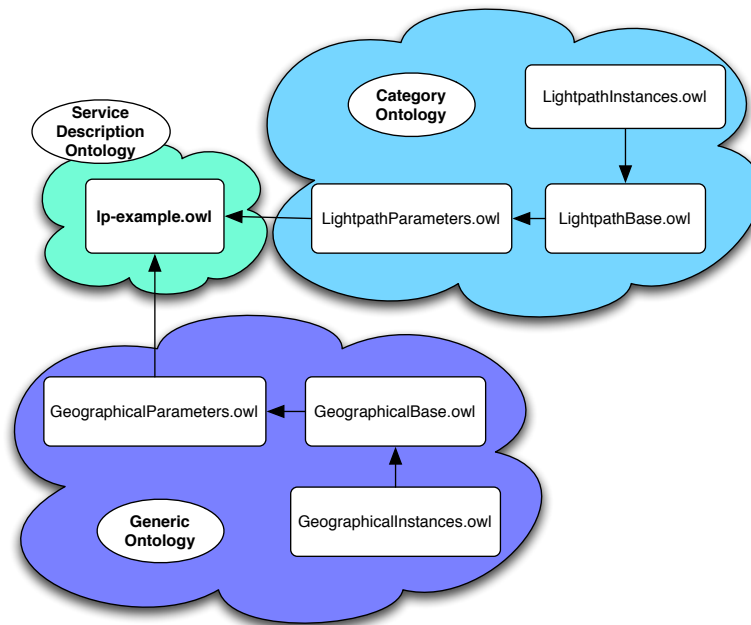 Service
Description
Ontology
lp-example.owl
Category
Ontology
LightpathInstances.owl
LightpathParameters.owl
LightpathBase.owl
GeographicalParameters.owl
GeographicalBase.owl
GeographicalInstances.owl
Generic
Ontology